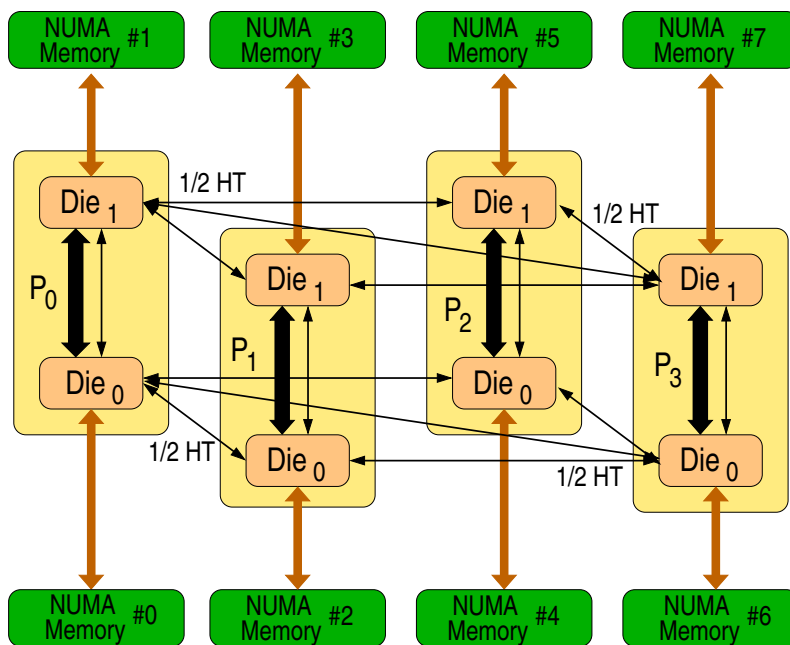 NUMA Memory #1
NUMA Memory #3
NUMA Memory #5
NUMA Memory #7
1/2 HT
Die 1
Die 1
1/2 HT
Die 1
Die 1
P0
P1
P2
P3
Die 0
Die 0
1/2 HT
Die 0
Die 0
1/2 HT
NUMA Memory #0
NUMA Memory #2
NUMA Memory #4
NUMA Memory #6